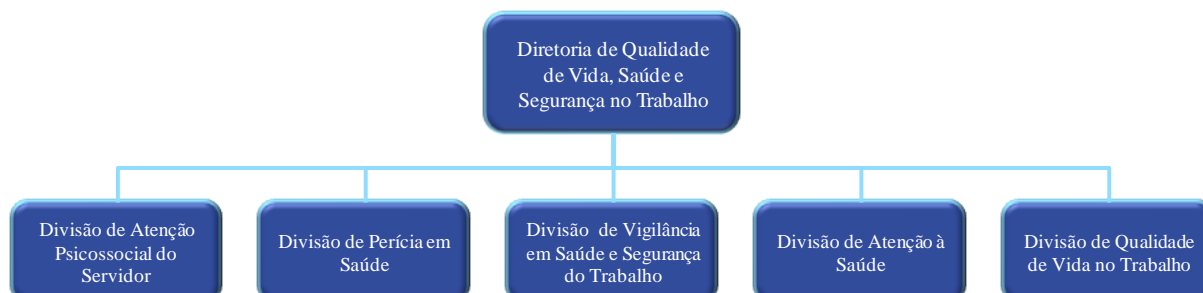 Diretoria de Qualidade
de Vida, Saúde e
Segurança no Trabalho
Divisão de Atenção
Psicossocial do
Servidor
Divisão de Perícia em
Saúde
Divisão de Vigilância
em Saúde e Segurança
do Trabalho
Divisão de Atenção à
Saúde
Divisão de Qualidade
de Vida no Trabalho